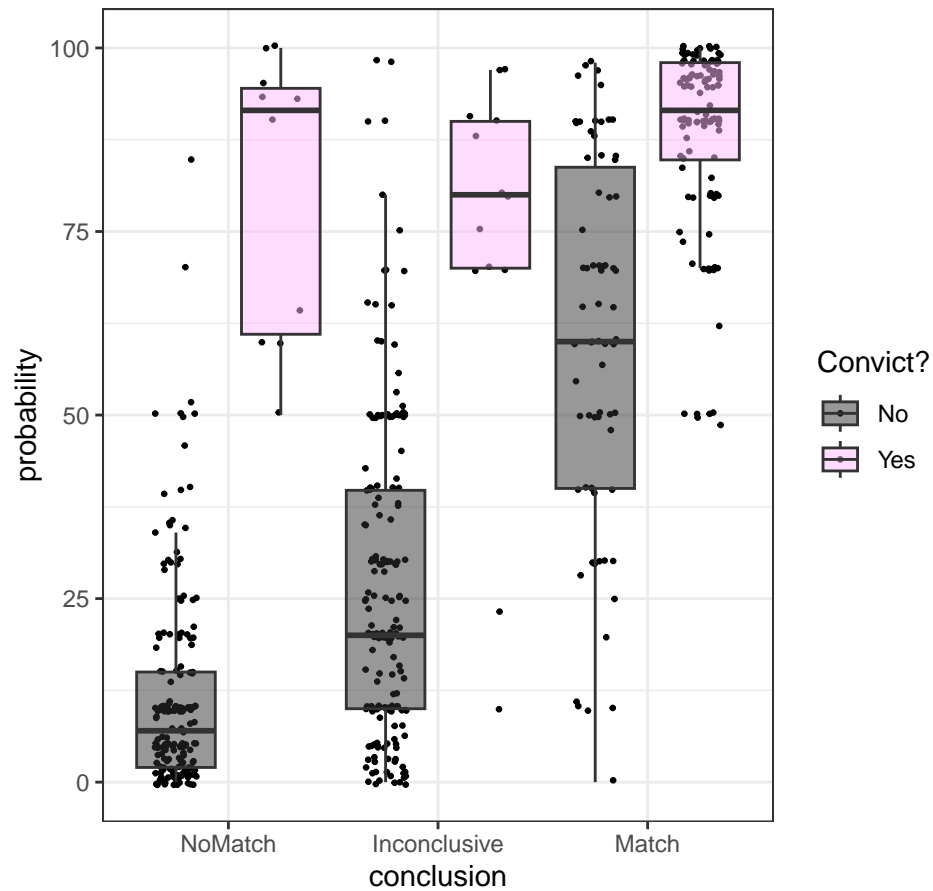 100
75
50
25
0
probability
NoMatch
Inconclusive
Match
conclusion
Convict?
No
Yes